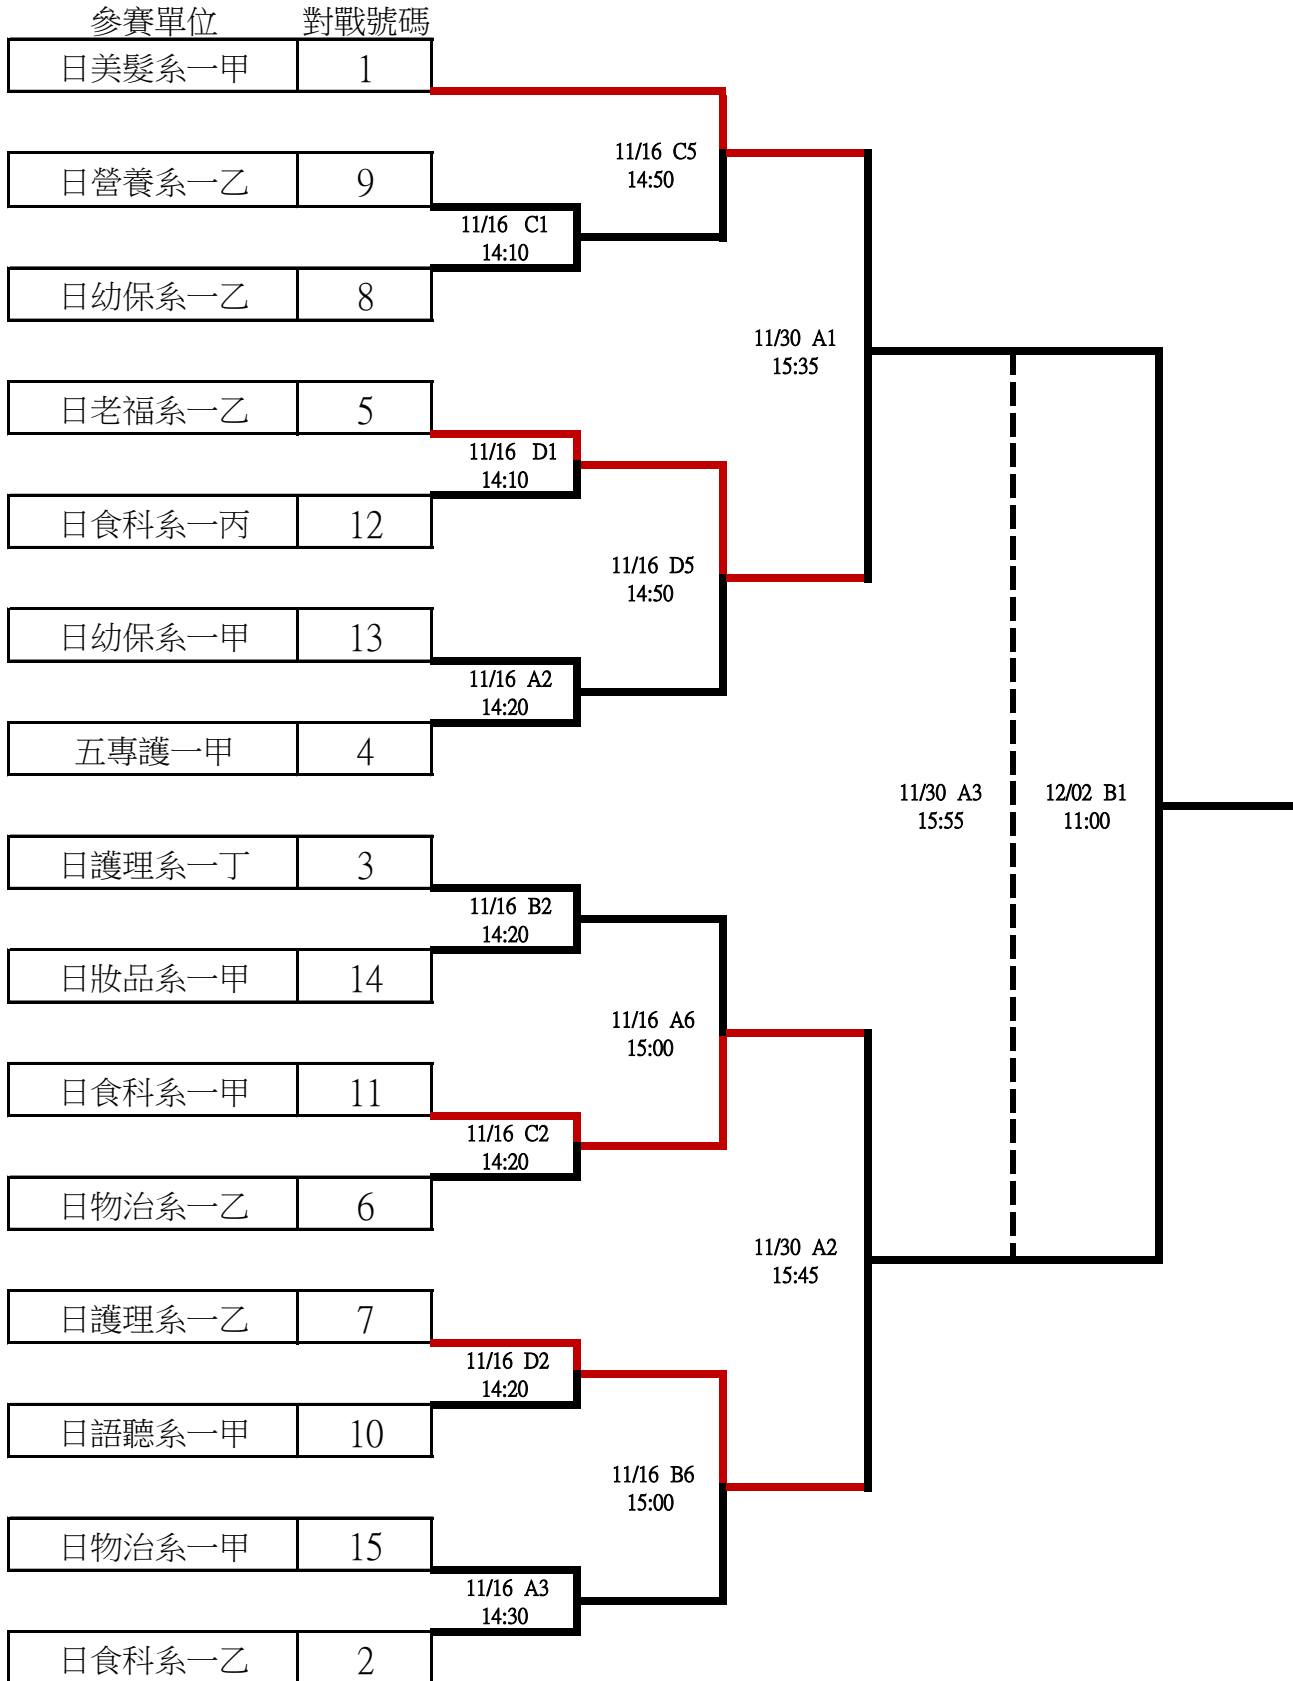 參賽單位 對戰號碼
日美髮系一甲 1
11/16 C5
14:50
日營養系一乙 9
11/16 C1
14:10
日幼保系一乙 8
11/30 A1
15:35
日老福系一乙 5
11/16 D1
14:10
日食科系一丙 12
11/16 D5
14:50
日幼保系一甲 13
11/16 A2
14:20
五專護一甲 4
11/30 A3
15:55
12/02 B1
11:00
日護理系一丁 3
11/16 B2
14:20
日妝品系一甲 14
11/16 A6
15:00
日食科系一甲 11
11/16 C2
14:20
日物治系一乙 6
11/30 A2
15:45
日護理系一乙 7
11/16 D2
14:20
日語聽系一甲 10
11/16 B6
15:00
日物治系一甲 15
11/16 A3
14:30
日食科系一乙 2